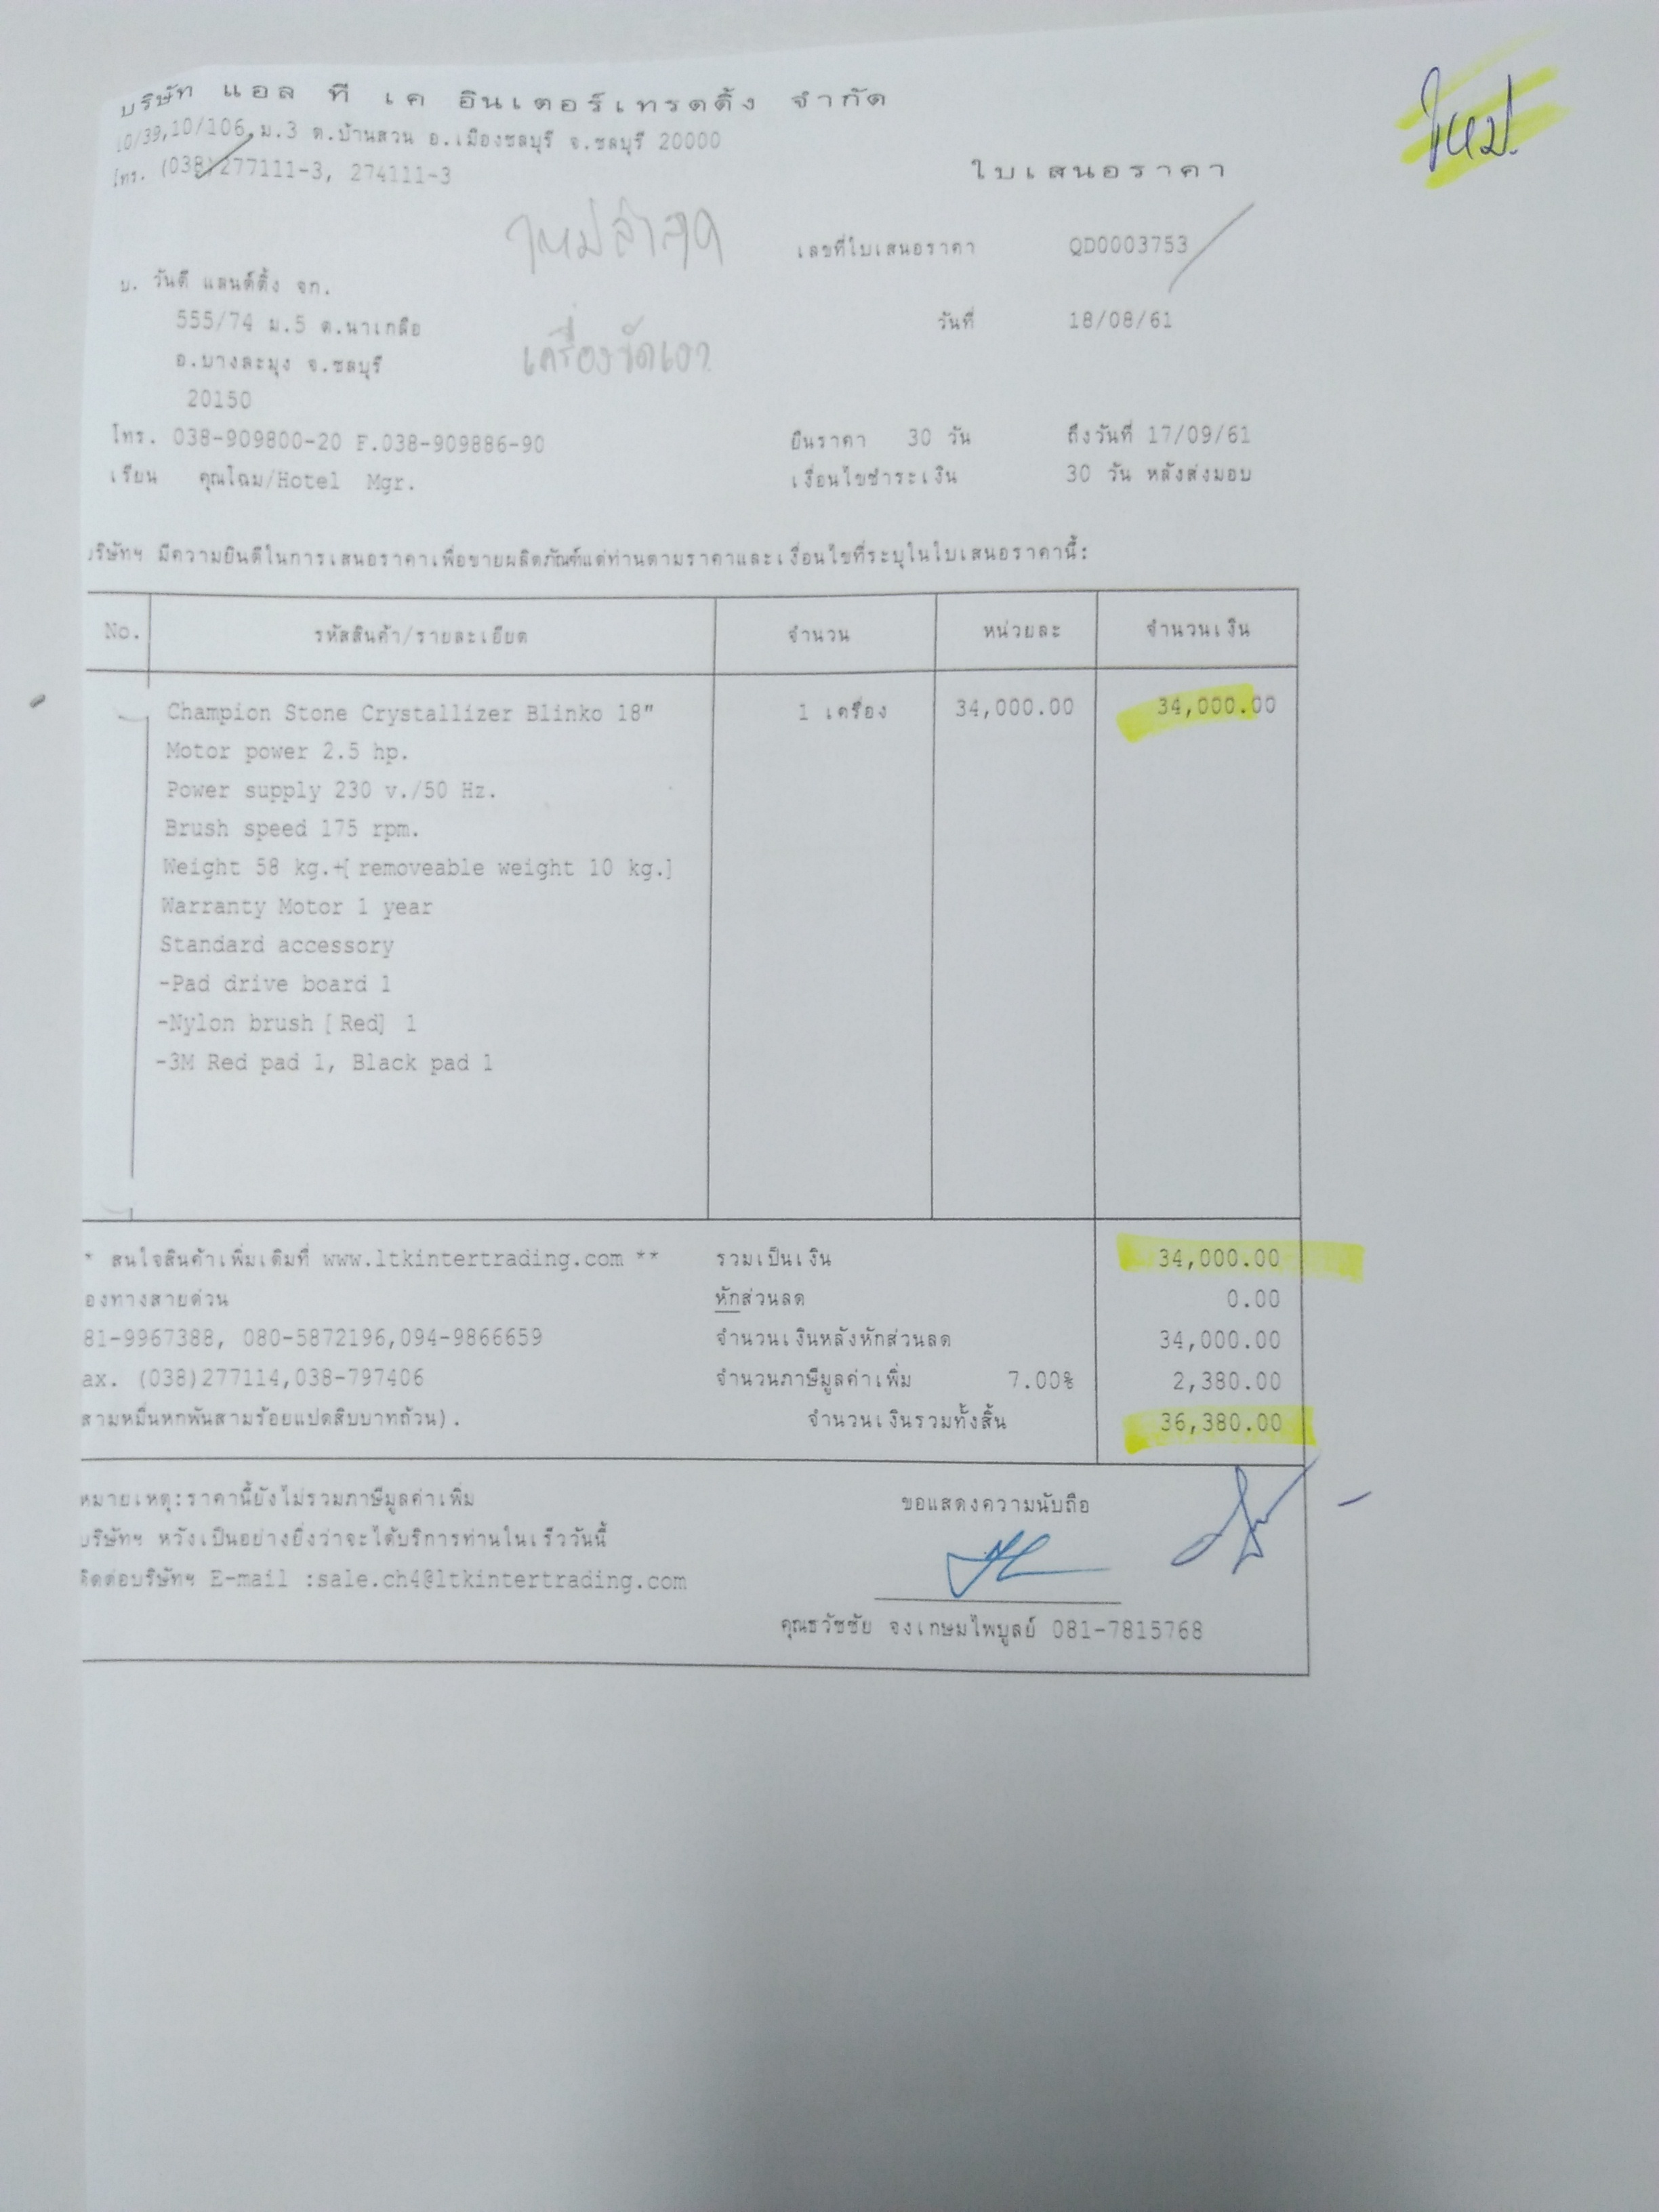 ใหม่
บริษัท แอล ที เค อินเตอร์เทรดดิ้ง จำกัด
10/39,10/106 ม.3 ต.บ้านสวน อ.เมืองชลบุรี จ.ชลบุรี 20000
โทร. (038)277111-3, 274111-3
ใบเสนอราคา
ใหม่ล่าสุด
เลขที่ใบเสนอราคา QD0003753
บ. วันดี แลนด์ดิ้ง จก.
555/74 ม.5 ต.นาเกลือ
วันที่ 18/08/61
เครื่องขัดเงา
อ.บางละมุง จ.ชลบุรี
20150
โทร. 038-909800-20 F.038-909886-90
ยืนราคา 30 วัน ถึงวันที่ 17/09/61
เรียน คุณโฉม/Hotel Mgr.
เงื่อนไขชำระเงิน 30 วัน หลังส่งมอบ
บริษัทฯ มีความยินดีในการเสนอราคาเพื่อขายผลิตภัณฑ์แด่ท่านตามราคาและเงื่อนไขที่ระบุในใบเสนอราคานี้:
No. รหัสสินค้า/รายละเอียด จำนวน หน่วยละ จำนวนเงิน
Champion Stone Crystallizer Blinko 18" 1 เครื่อง 34,000.00 34,000.00
Motor power 2.5 hp.
Power supply 230 v./50 Hz.
Brush speed 175 rpm.
Weight 58 kg.+[removeable weight 10 kg.]
Warranty Motor 1 year
Standard accessory
-Pad drive board 1
-Nylon brush [Red] 1
-3M Red pad 1, Black pad 1
* สนใจสินค้าเพิ่มเติมที่ www.ltkintertrading.com ** รวมเป็นเงิน 34,000.00
องทางสายด่วน หักส่วนลด 0.00
81-9967388, 080-5872196,094-9866659 จำนวนเงินหลังหักส่วนลด 34,000.00
ax. (038)277114,038-797406 จำนวนภาษีมูลค่าเพิ่ม 7.00% 2,380.00
สามหมื่นหกพันสามร้อยแปดสิบบาทถ้วน). จำนวนเงินรวมทั้งสิ้น 36,380.00
หมายเหตุ:ราคานี้ยังไม่รวมภาษีมูลค่าเพิ่ม ขอแสดงความนับถือ
บริษัทฯ หวังเป็นอย่างยิ่งว่าจะได้บริการท่านในเร็ววันนี้
ติดต่อบริษัทฯ E-mail :sale.ch4@ltkintertrading.com
คุณธวัชชัย จงเกษมไพบูลย์ 081-7815768